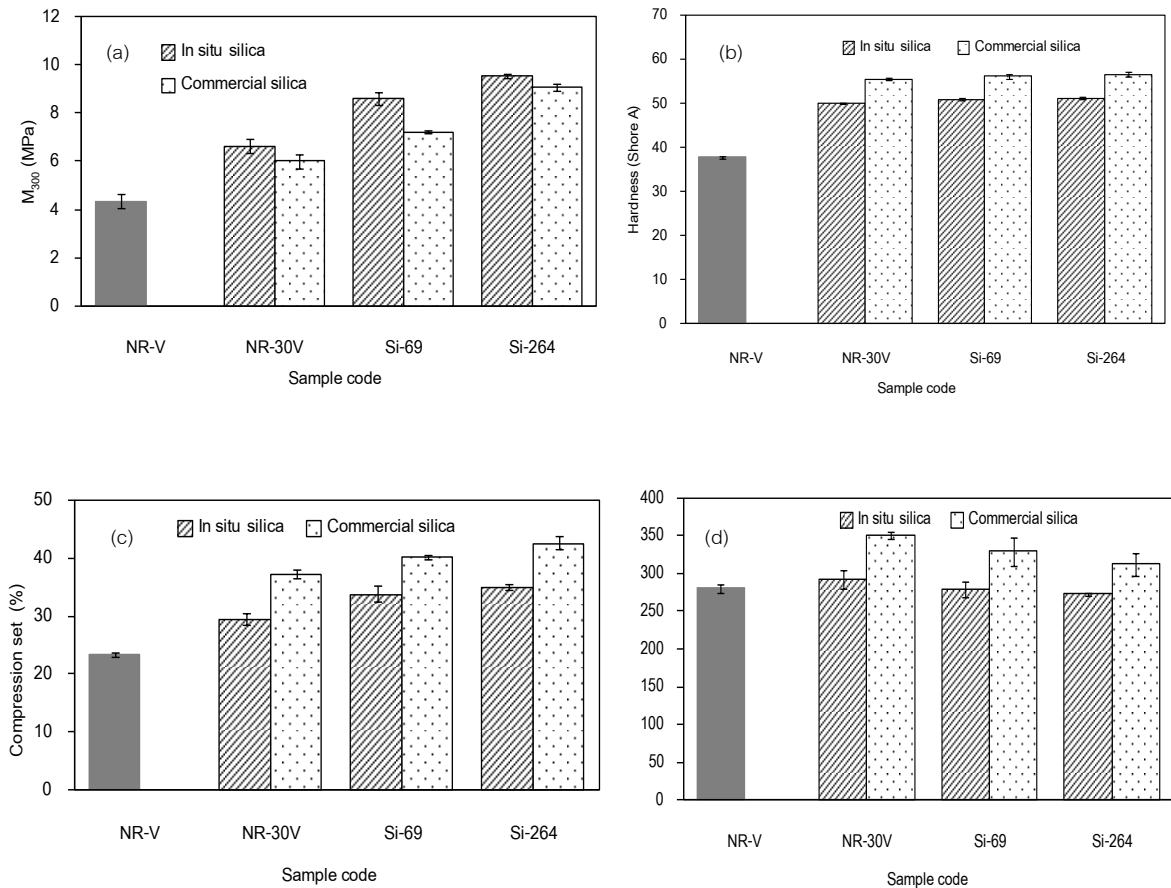 12
10
8
6
4
2
0
M300 (MPa)
(a)
In situ silica
Commercial silica
NR-V NR-30V Si-69 Si-264
Sample code
70
60
50
40
30
20
10
0
Hardness (Shore A)
(b)
In situ silica Commercial silica
NR-V NR-30V Si-69 Si-264
Sample code
50
40
30
20
10
0
Compression set (%)
(c)
In situ silica Commercial silica
NR-V NR-30V Si-69 Si-264
Sample code
400
350
300
250
200
150
100
50
0
(d)
In situ silica Commercial silica
NR-V NR-30V Si-69 Si-264
Sample code